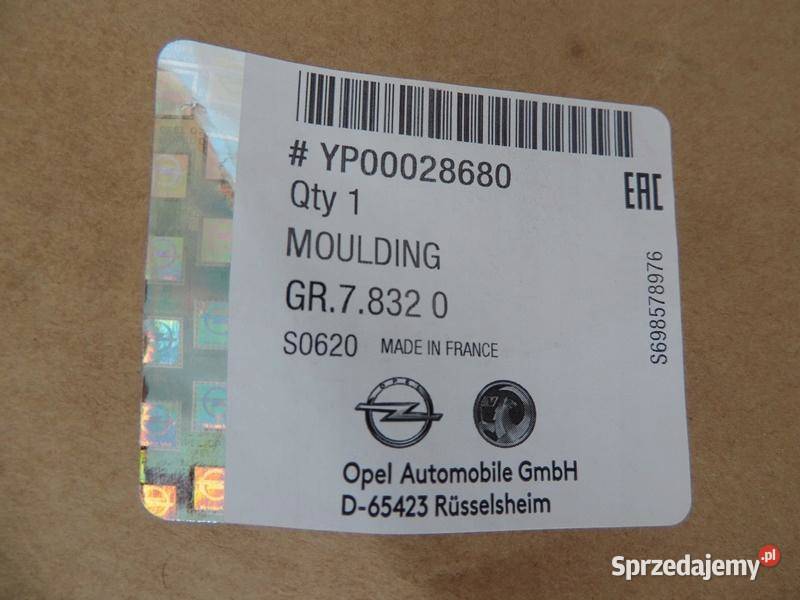 # YP00028680
Qty 1
EAC
MOULDING
GR.7.832 0
S0620 MADE IN FRANCE
S698578976
OPEL
Opel Automobile GmbH
D-65423 Rüsselsheim
Sprzedajemy.pl